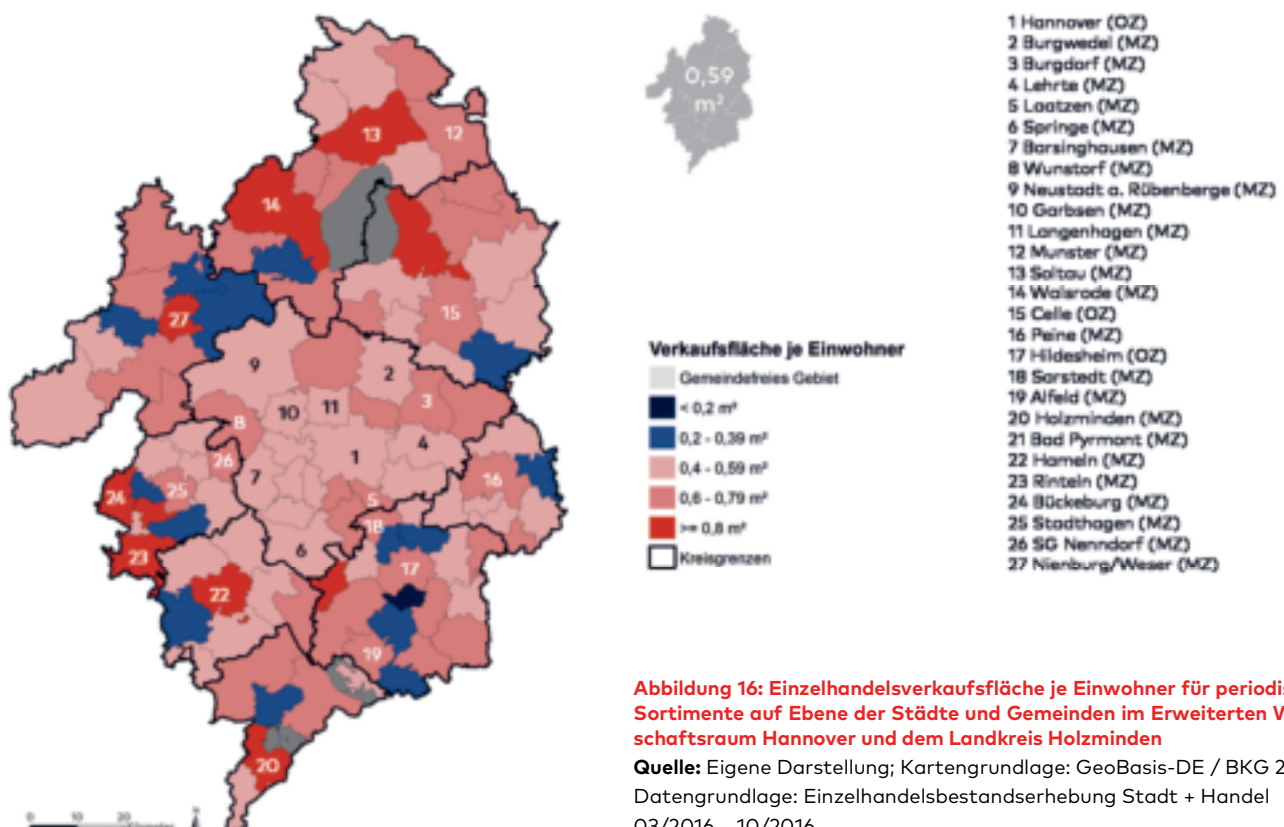 13
12
14
27
15
9
2
8
10
11
3
26
7
1
4
24
25
5
16
18
23
6
17
22
19
20
0 10 20
0,59
m²
Verkaufsfläche je Einwohner
Gemeindefreies Gebiet
< 0,2 m²
0,2 - 0,39 m²
0,4 - 0,59 m²
0,6 - 0,79 m²
>= 0,8 m²
Kreisgrenzen
1 Hannover (OZ)
2 Burgwedel (MZ)
3 Burgdorf (MZ)
4 Lehrte (MZ)
5 Laatzen (MZ)
6 Springe (MZ)
7 Barsinghausen (MZ)
8 Wunstorf (MZ)
9 Neustadt a. Rübenberge (MZ)
10 Garbsen (MZ)
11 Langenhagen (MZ)
12 Munster (MZ)
13 Soltau (MZ)
14 Walsrode (MZ)
15 Celle (OZ)
16 Peine (MZ)
17 Hildesheim (OZ)
18 Sarstedt (MZ)
19 Alfeld (MZ)
20 Holzminden (MZ)
21 Bad Pyrmont (MZ)
22 Hameln (MZ)
23 Rinteln (MZ)
24 Bückeburg (MZ)
25 Stadthagen (MZ)
26 SG Nenndorf (MZ)
27 Nienburg/Weser (MZ)
Abbildung 16: Einzelhandelsverkaufsfläche je Einwohner für periodis
Sortimente auf Ebene der Städte und Gemeinden im Erweiterten W
schaftsraum Hannover und dem Landkreis Holzminden
Quelle: Eigene Darstellung; Kartengrundlage: GeoBasis-DE / BKG 2
Datengrundlage: Einzelhandelsbestandserhebung Stadt + Handel
03/2016 - 10/2016